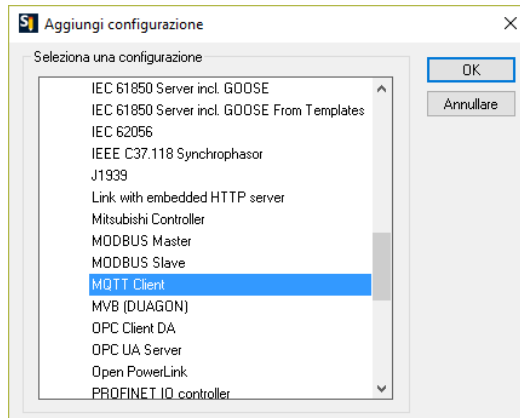 Aggiungi configurazione
Seleziona una configurazione
OK
Annullare
IEC 61850 Server incl. GOOSE
IEC 61850 Server incl. GOOSE From Templates
IEC 62056
IEEE C37.118 Synchrophasor
J1939
Link with embedded HTTP server
Mitsubishi Controller
MODBUS Master
MODBUS Slave
MQTT Client
MVB (DUAGON)
OPC Client DA
OPC UA Server
Open PowerLink
PROFINET IO controller